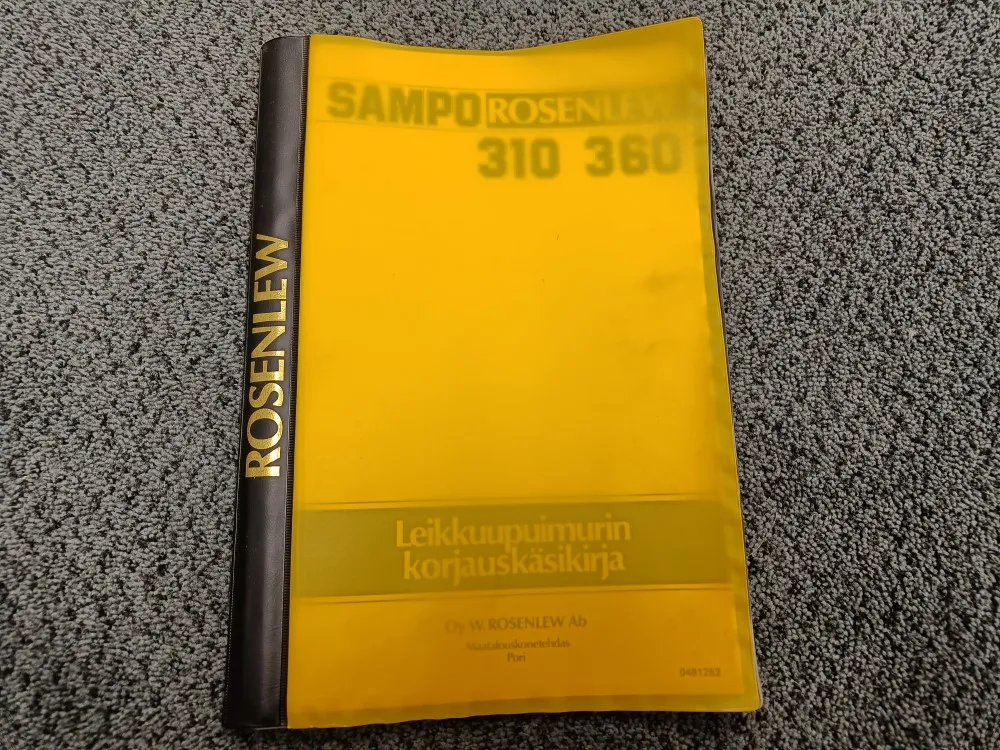 SAMPO ROSENLEW
310 360
ROSENLEW
Leikkuupuimurin
korjauskäsikirja
Oy W. ROSENLEW Ab
Maatalouskonetehdas
Pori
0481263